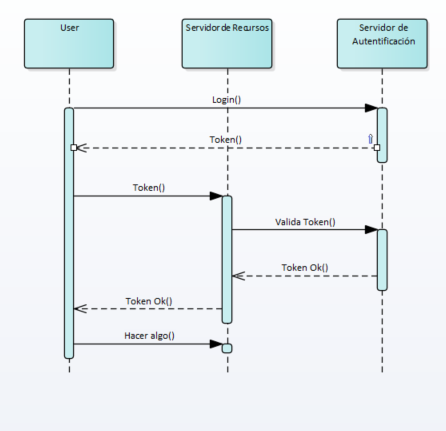 User
Servidor de Recursos
Servidor de
Autentificación
Login()
Token()
Token()
Valida Token()
Token Ok()
Token Ok()
Hacer algo()